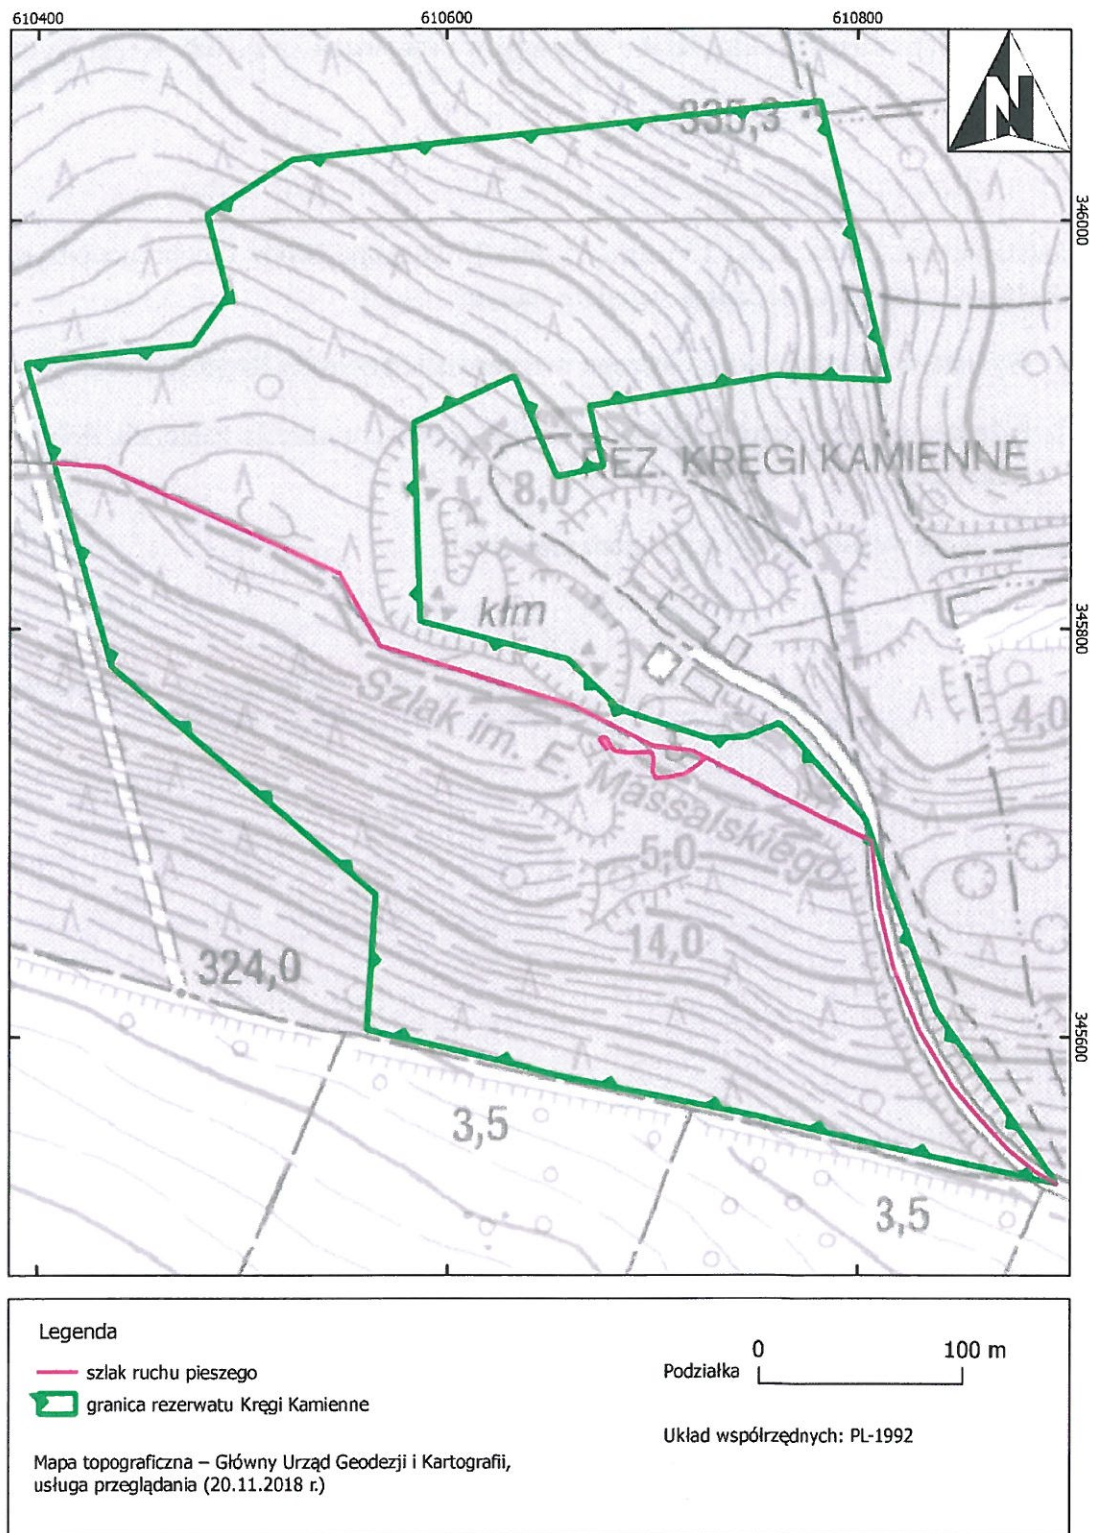 610400 610600 610800
N
335,3
346000
REZ. KRĘGI KAMIENNE
8,0
kłm
345800
Szlak im. E. Massalskiego
4,0
5,0
14,0
324,0
345600
3,5
3,5
Legenda
szlak ruchu pieszego
granica rezerwatu Kręgi Kamienne
0 100 m
Podziałka
Układ współrzędnych: PL-1992
Mapa topograficzna – Główny Urząd Geodezji i Kartografii,
usługa przeglądania (20.11.2018 r.)